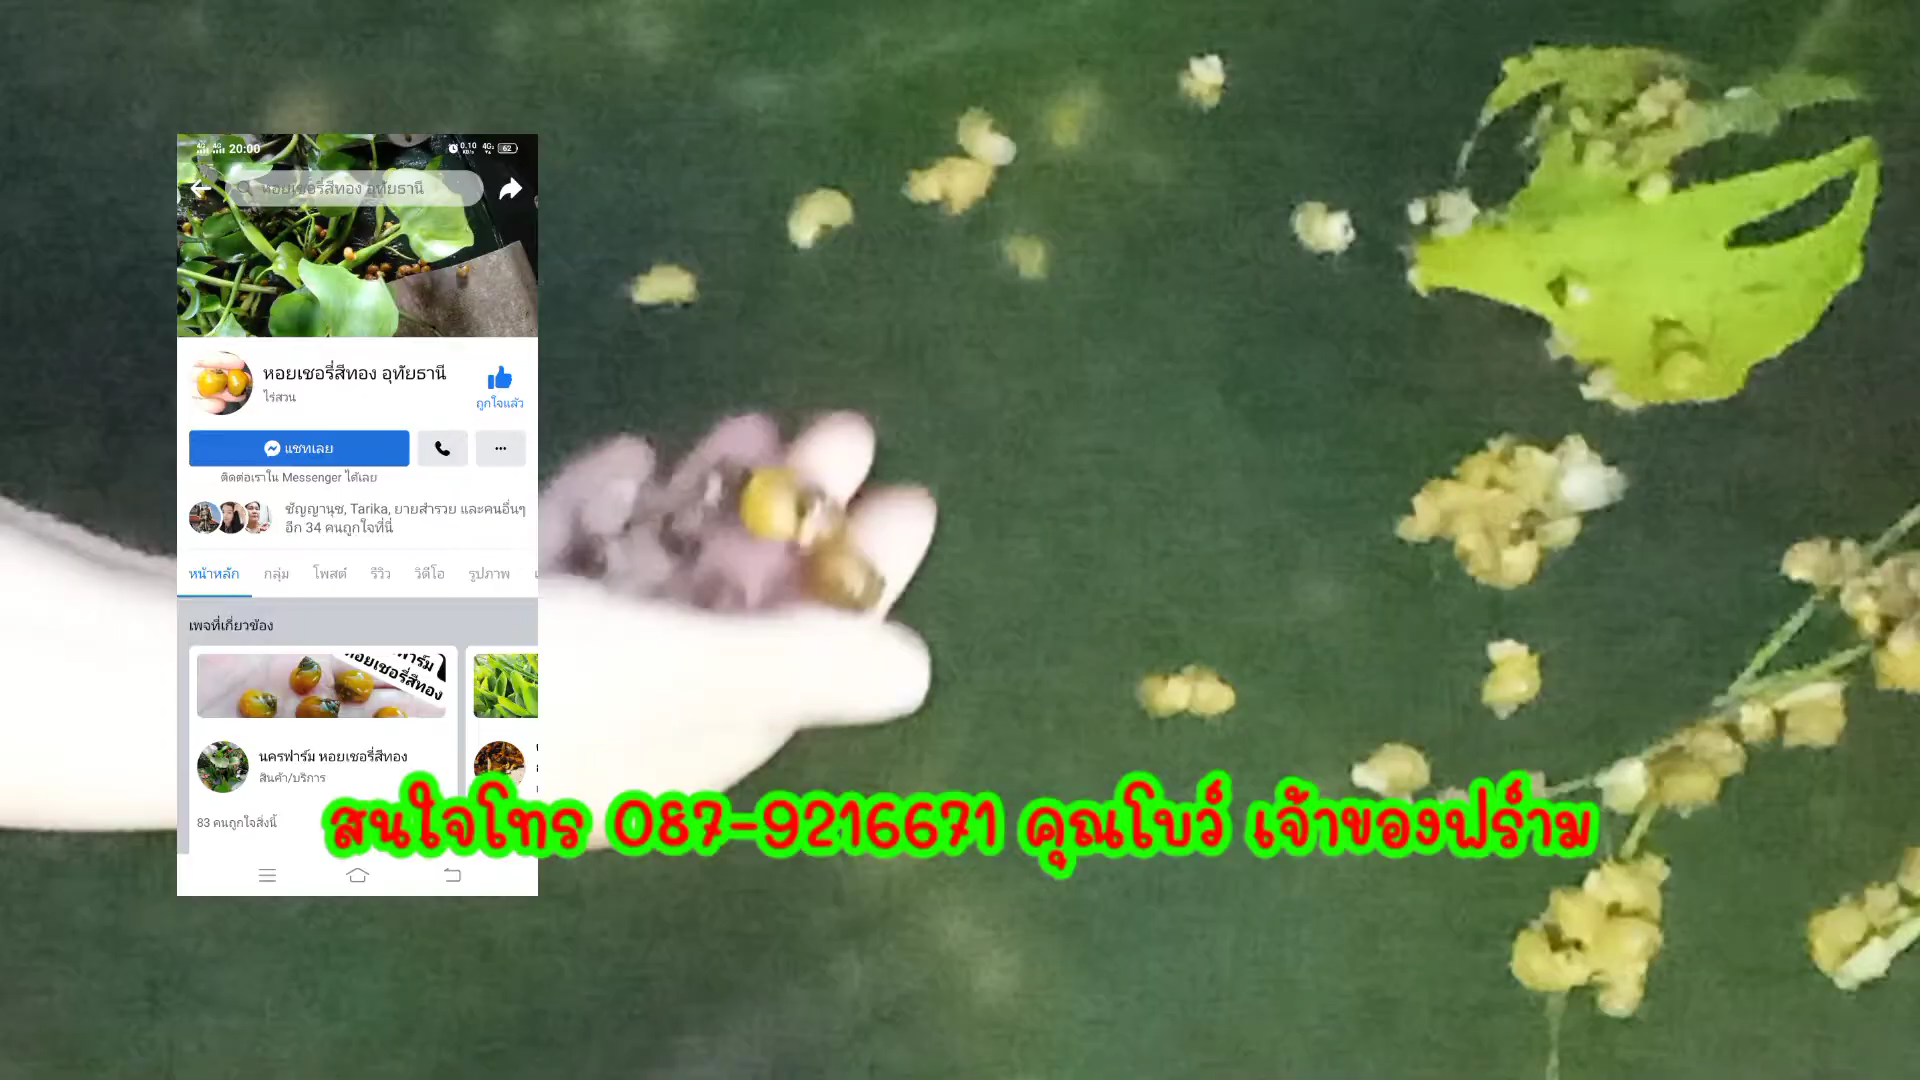 20:00
0.10
KB/s
62
หอยเชอรี่สีทอง อุทัยธานี
หอยเชอรี่สีทอง อุทัยธานี
ไร่สวน
ถูกใจแล้ว
แชทเลย
ติดต่อเราใน Messenger ได้เลย
ชัญญานุช, Tarika, ยายสำรวย และคนอื่นๆ
อีก 34 คนถูกใจที่นี่
หน้าหลัก กลุ่ม โพสต์ รีวิว วิดีโอ รูปภาพ
เพจที่เกี่ยวข้อง
หอยเชอรี่สีทอง
นครฟาร์ม หอยเชอรี่สีทอง
สินค้า/บริการ
83 คนถูกใจสิ่งนี้
สนใจโทร 087-9216671 คุณโบว์ เจ้าของฟร์าม